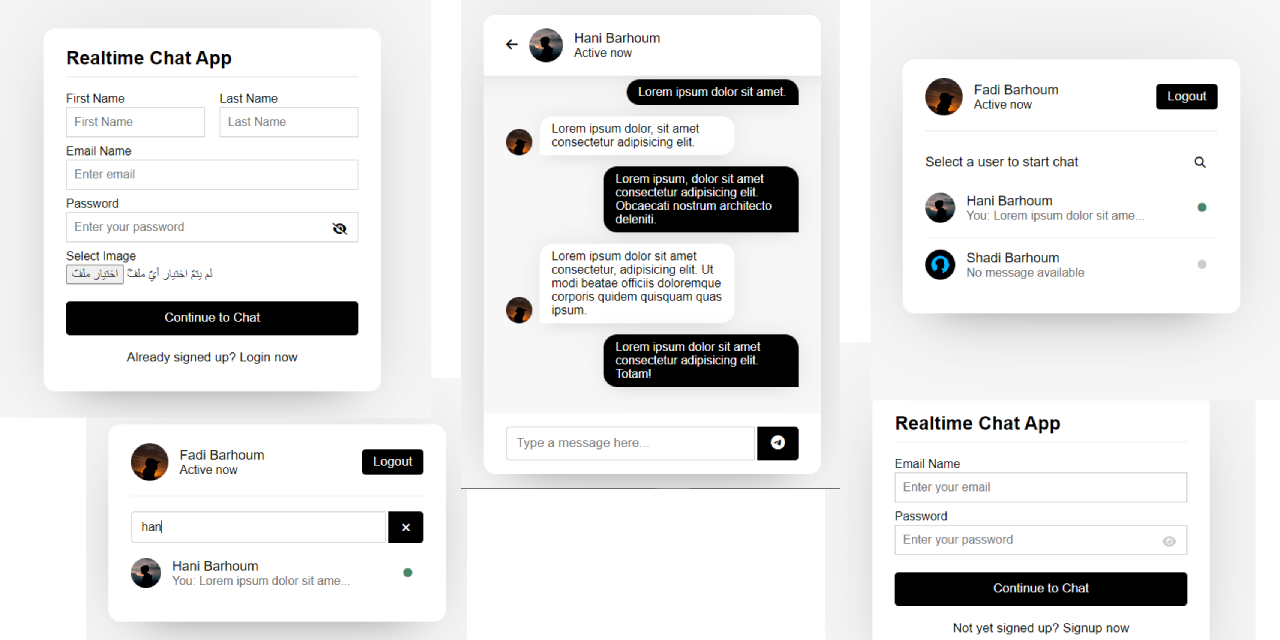 Realtime Chat App
First Name
Last Name
First Name
Last Name
Email Name
Enter email
Password
Enter your password
Select Image
اختيار ملفّ لم يتمّ اختيار أيّ ملفّ
Continue to Chat
Already signed up? Login now
Hani Barhoum
Active now
Lorem ipsum dolor sit amet.
Lorem ipsum dolor, sit amet
consectetur adipisicing elit.
Lorem ipsum, dolor sit amet
consectetur adipisicing elit.
Obcaecati nostrum architecto
deleniti.
Lorem ipsum dolor sit amet
consectetur, adipisicing elit. Ut
modi beatae officiis doloremque
corporis quidem quisquam quas
ipsum.
Lorem ipsum dolor sit amet
consectetur adipisicing elit.
Totam!
Type a message here...
Fadi Barhoum
Active now
Logout
Select a user to start chat
Hani Barhoum
You: Lorem ipsum dolor sit ame...
Shadi Barhoum
No message available
Fadi Barhoum
Active now
Logout
han
Hani Barhoum
You: Lorem ipsum dolor sit ame...
Realtime Chat App
Email Name
Enter your email
Password
Enter your password
Continue to Chat
Not yet signed up? Signup now